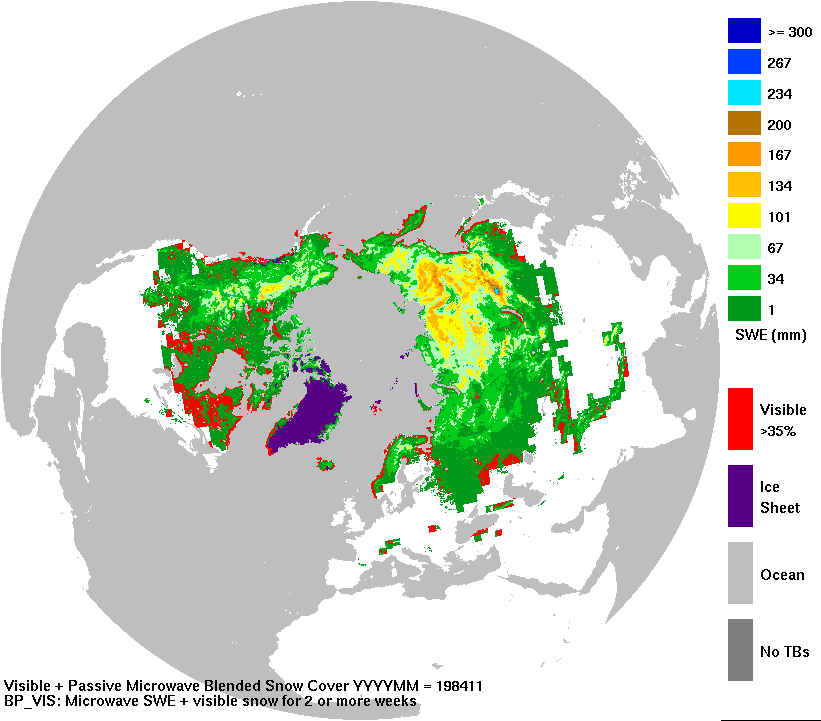 >= 300
267
234
200
167
134
101
67
34
1
SWE (mm)
Visible
>35%
Ice
Sheet
Ocean
No TBs
Visible + Passive Microwave Blended Snow Cover YYYYMM = 198411
BP_VIS: Microwave SWE + visible snow for 2 or more weeks